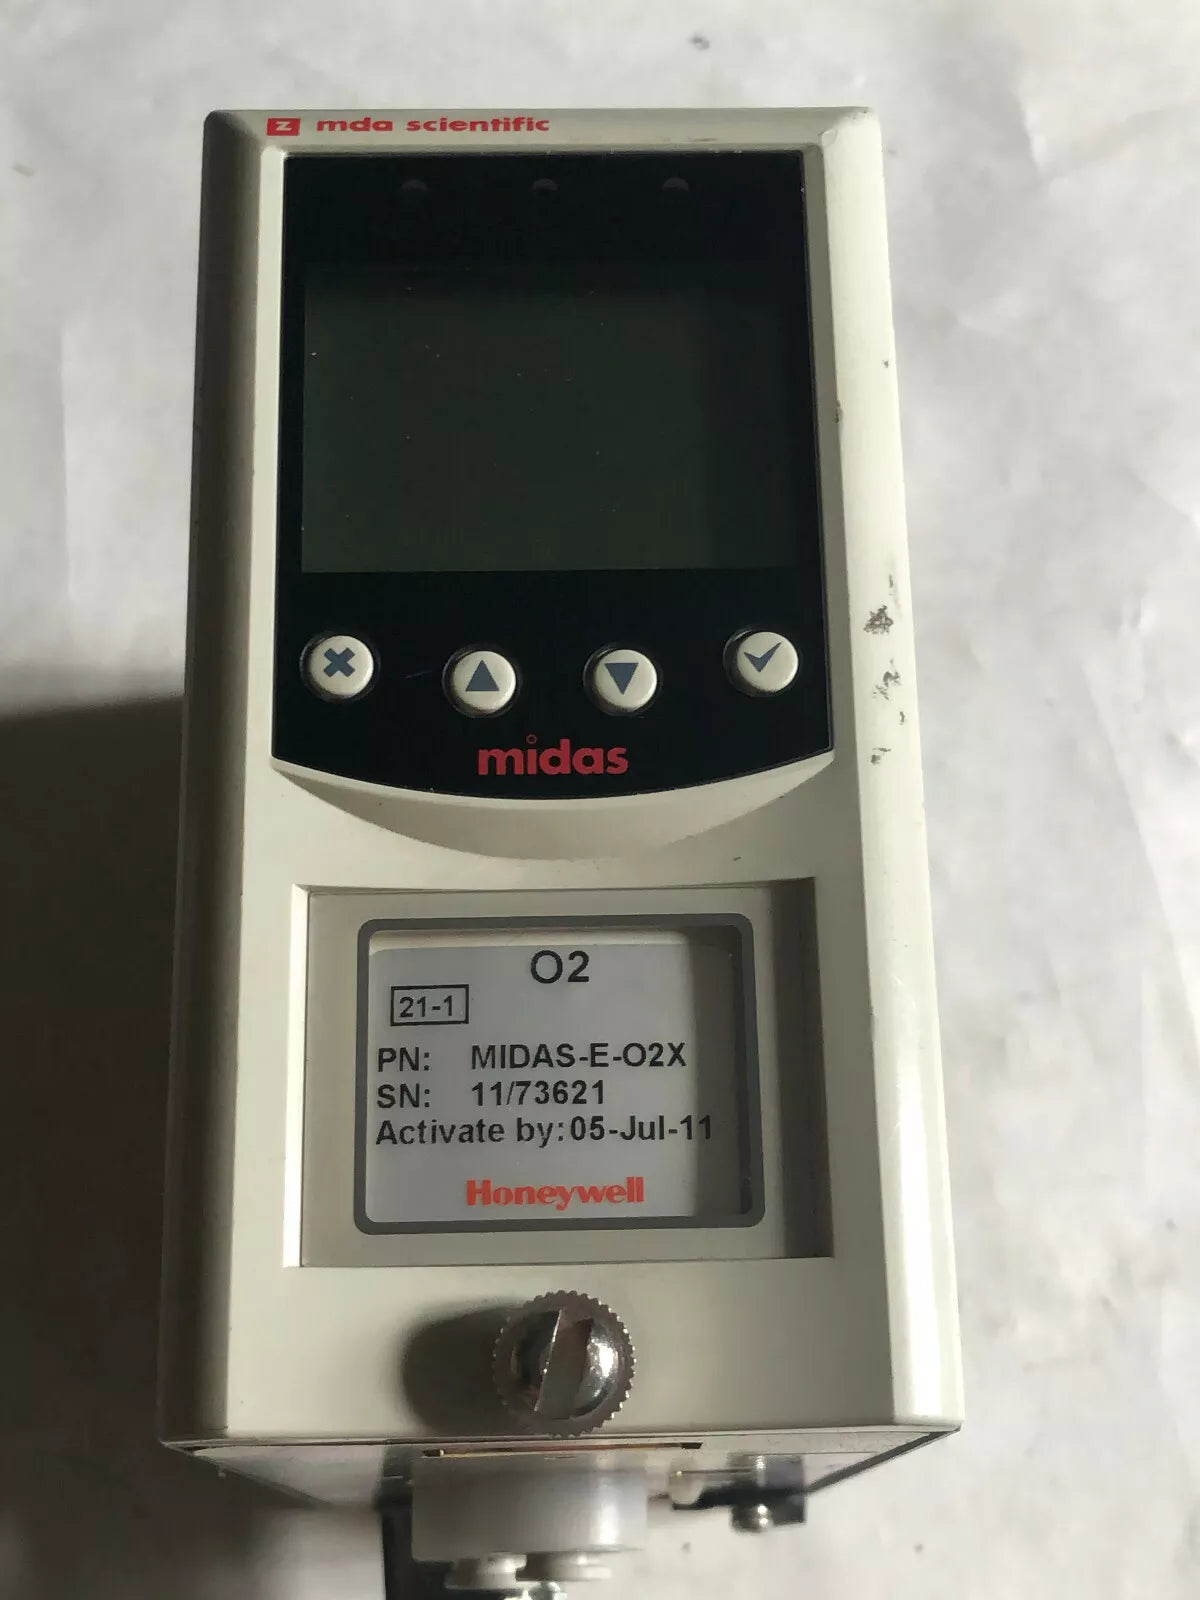 z mda scientific
midas
O2
21-1
PN: MIDAS-E-O2X
SN: 11/73621
Activate by:05-Jul-11
Honeywell